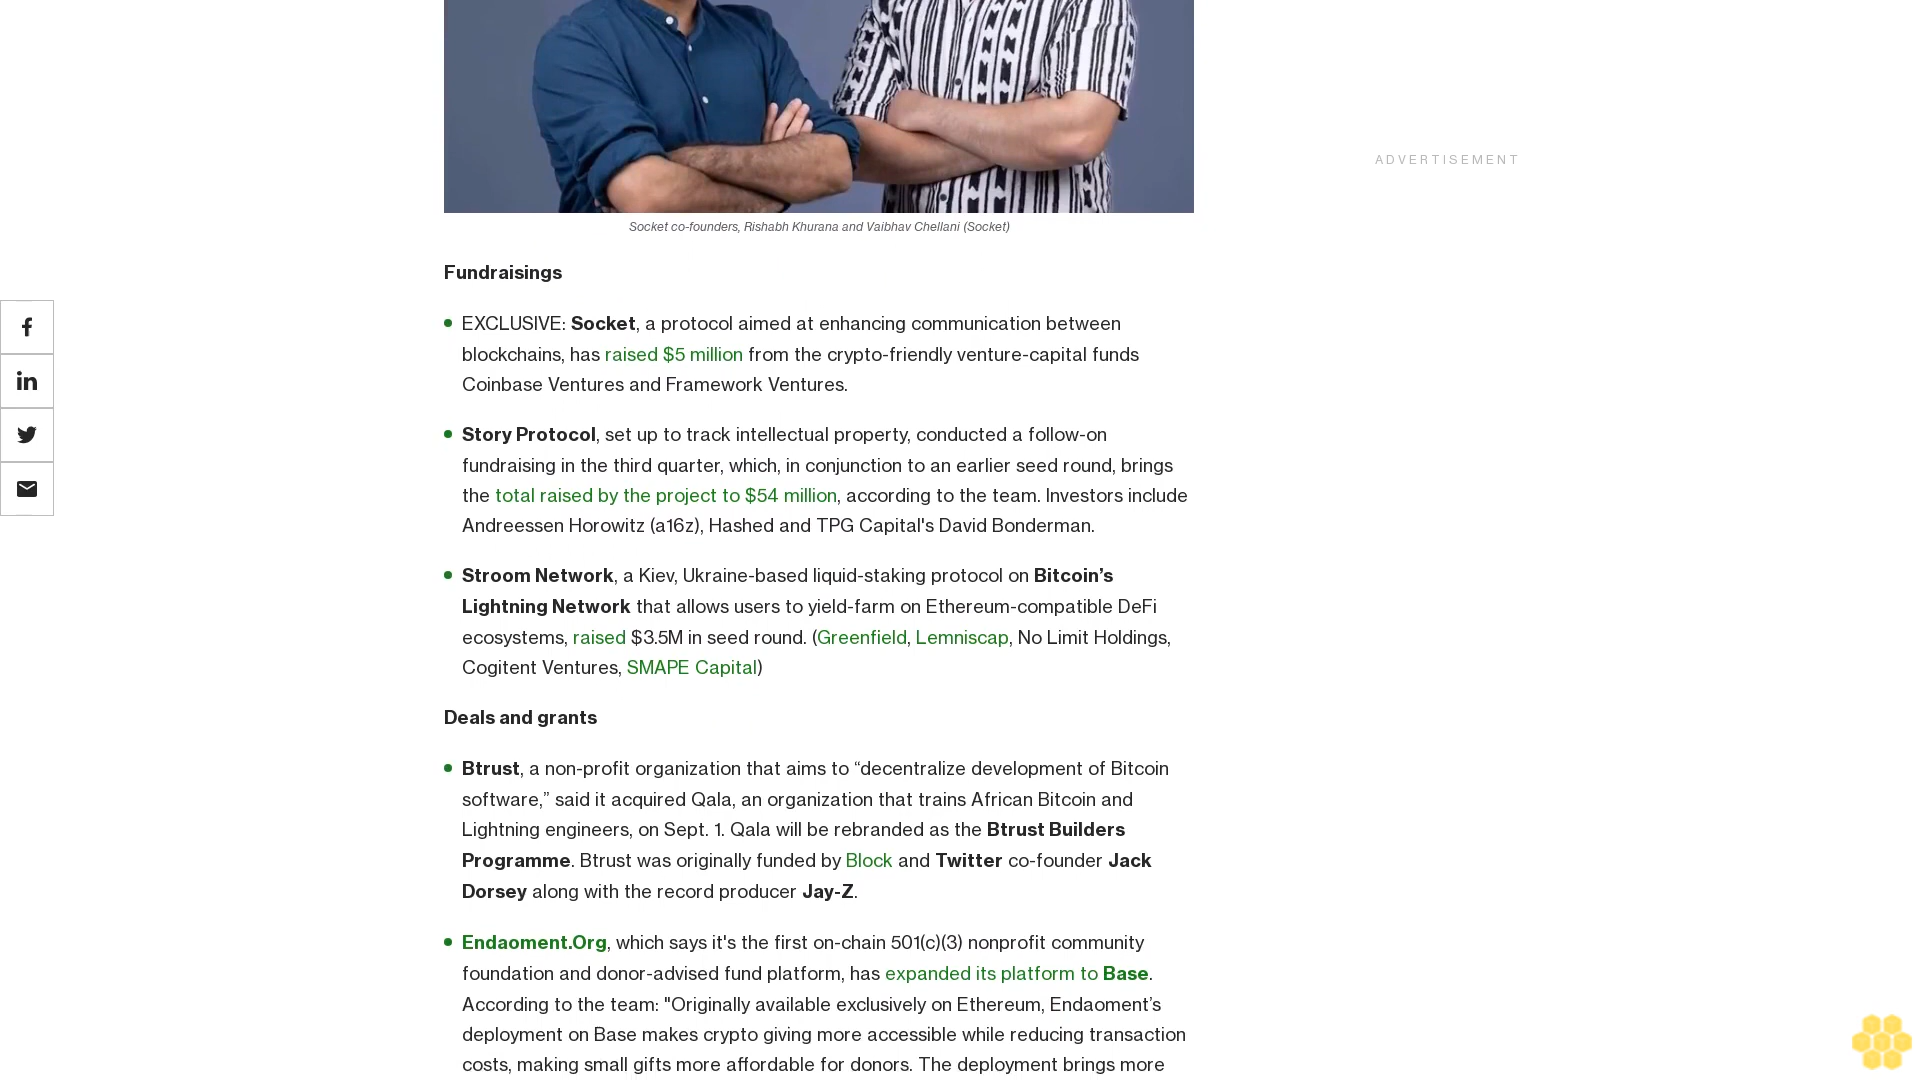 ADVERTISEMENT
Socket co-founders, Rishabh Khurana and Vaibhav Chellani (Socket)
Fundraisings
EXCLUSIVE: Socket, a protocol aimed at enhancing communication between
blockchains, has raised $5 million from the crypto-friendly venture-capital funds
Coinbase Ventures and Framework Ventures.
Story Protocol, set up to track intellectual property, conducted a follow-on
fundraising in the third quarter, which, in conjunction to an earlier seed round, brings
the total raised by the project to $54 million, according to the team. Investors include
Andreessen Horowitz (a16z), Hashed and TPG Capital's David Bonderman.
Stroom Network, a Kiev, Ukraine-based liquid-staking protocol on Bitcoin’s
Lightning Network that allows users to yield-farm on Ethereum-compatible DeFi
ecosystems, raised $3.5M in seed round. (Greenfield, Lemniscap, No Limit Holdings,
Cogitent Ventures, SMAPE Capital)
Deals and grants
Btrust, a non-profit organization that aims to “decentralize development of Bitcoin
software,” said it acquired Qala, an organization that trains African Bitcoin and
Lightning engineers, on Sept. 1. Qala will be rebranded as the Btrust Builders
Programme. Btrust was originally funded by Block and Twitter co-founder Jack
Dorsey along with the record producer Jay-Z.
Endaoment.Org, which says it's the first on-chain 501(c)(3) nonprofit community
foundation and donor-advised fund platform, has expanded its platform to Base.
According to the team: "Originally available exclusively on Ethereum, Endaoment’s
deployment on Base makes crypto giving more accessible while reducing transaction
costs, making small gifts more affordable for donors. The deployment brings more